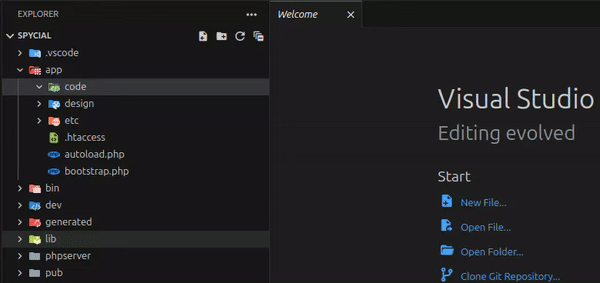 EXPLORER
SPYCIAL
.vscode
app
code
design
etc
.htaccess
autoload.php
bootstrap.php
bin
dev
generated
lib
phpserver
pub
Welcome
Visual Studio
Editing evolved
Start
New File...
Open File...
Open Folder...
Clone Git Repository...